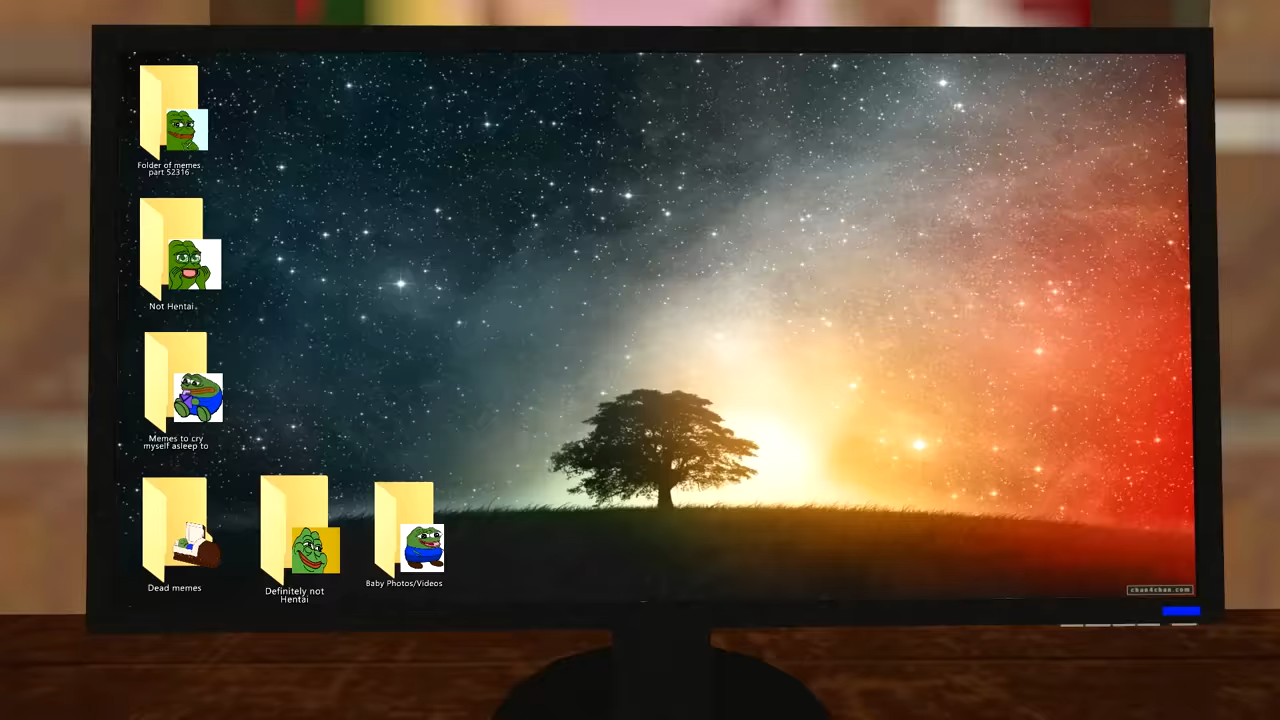 Folder of memes
part 52316
Not Hentai
Memes to cry
myself asleep to
Dead memes
Definitely not
Hentai
Baby Photos/Videos
chan4chan.com